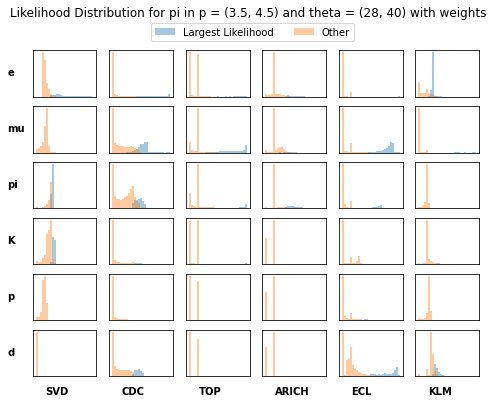 Likelihood Distribution for pi in p = (3.5, 4.5) and theta = (28, 40) with weights
Largest Likelihood Other
e
mu
pi
K
p
d
SVD CDC TOP ARICH ECL KLM